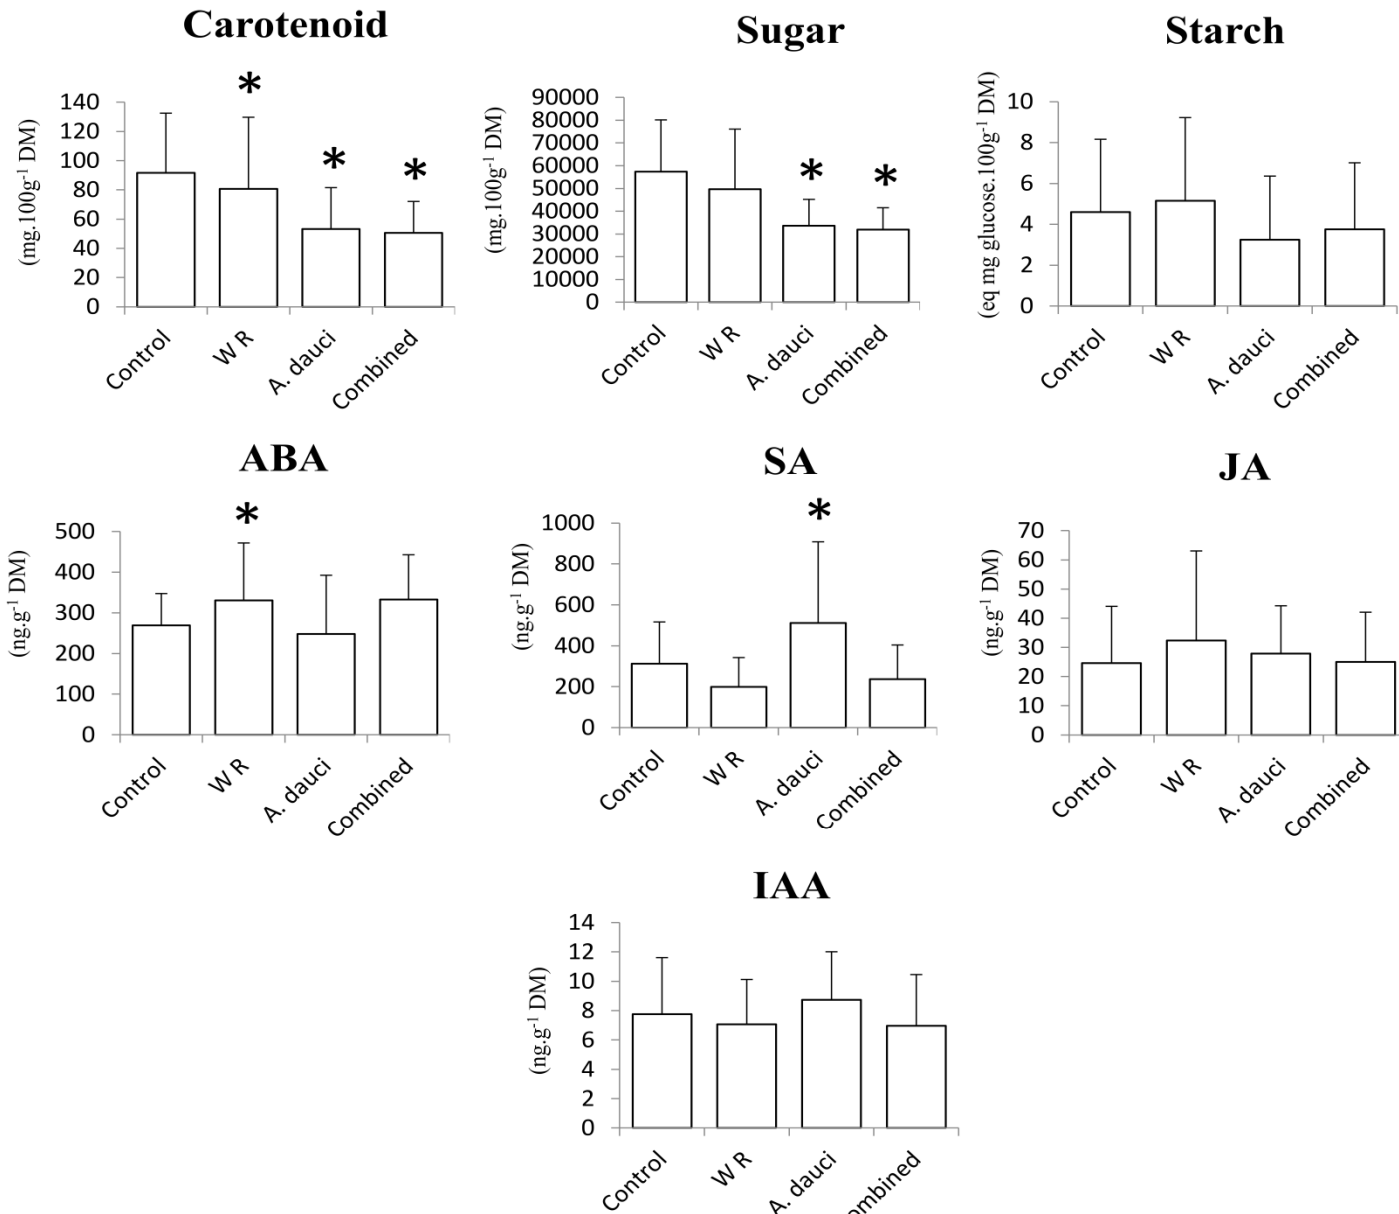 Carotenoid
*
*
*
(mg.100g-1 DM)
140
120
100
80
60
40
20
0
Control
W R
A. dauci
Combined
Sugar
*
*
(mg.100g-1 DM)
90000
80000
70000
60000
50000
40000
30000
20000
10000
0
Control
W R
A. dauci
Combined
Starch
(eq mg glucose.100g-1 DM)
10
8
6
4
2
0
Control
W R
A. dauci
Combined
ABA
*
(ng.g-1 DM)
500
400
300
200
100
0
Control
W R
A. dauci
Combined
SA
*
(ng.g-1 DM)
1000
800
600
400
200
0
Control
W R
A. dauci
Combined
JA
(ng.g-1 DM)
70
60
50
40
30
20
10
0
Control
W R
A. dauci
Combined
IAA
(ng.g-1 DM)
14
12
10
8
6
4
2
0
Control
W R
A. dauci
Combined